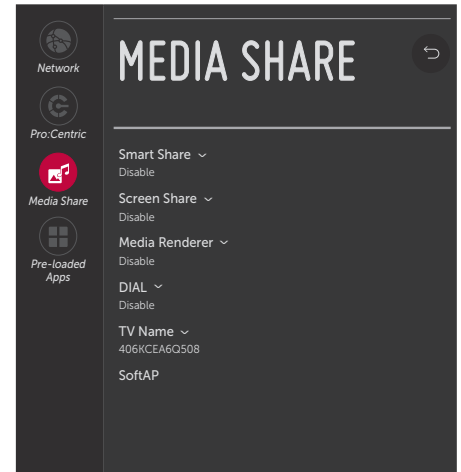 Network
Pro:Centric
Media Share
Pre-loaded
Apps
MEDIA SHARE
Smart Share
Disable
Screen Share
Disable
Media Renderer
Disable
DIAL
Disable
TV Name
406KCEA6Q508
SoftAP